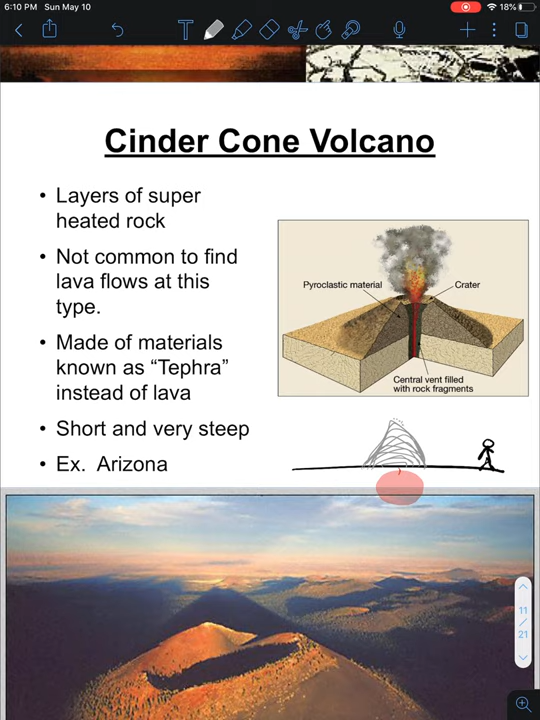 6:10 PM Sun May 10
18%
Cinder Cone Volcano
• Layers of super
heated rock
• Not common to find
lava flows at this
type.
• Made of materials
known as “Tephra”
instead of lava
• Short and very steep
• Ex. Arizona
Pyroclastic material
Crater
Central vent filled
with rock fragments
11
/
21